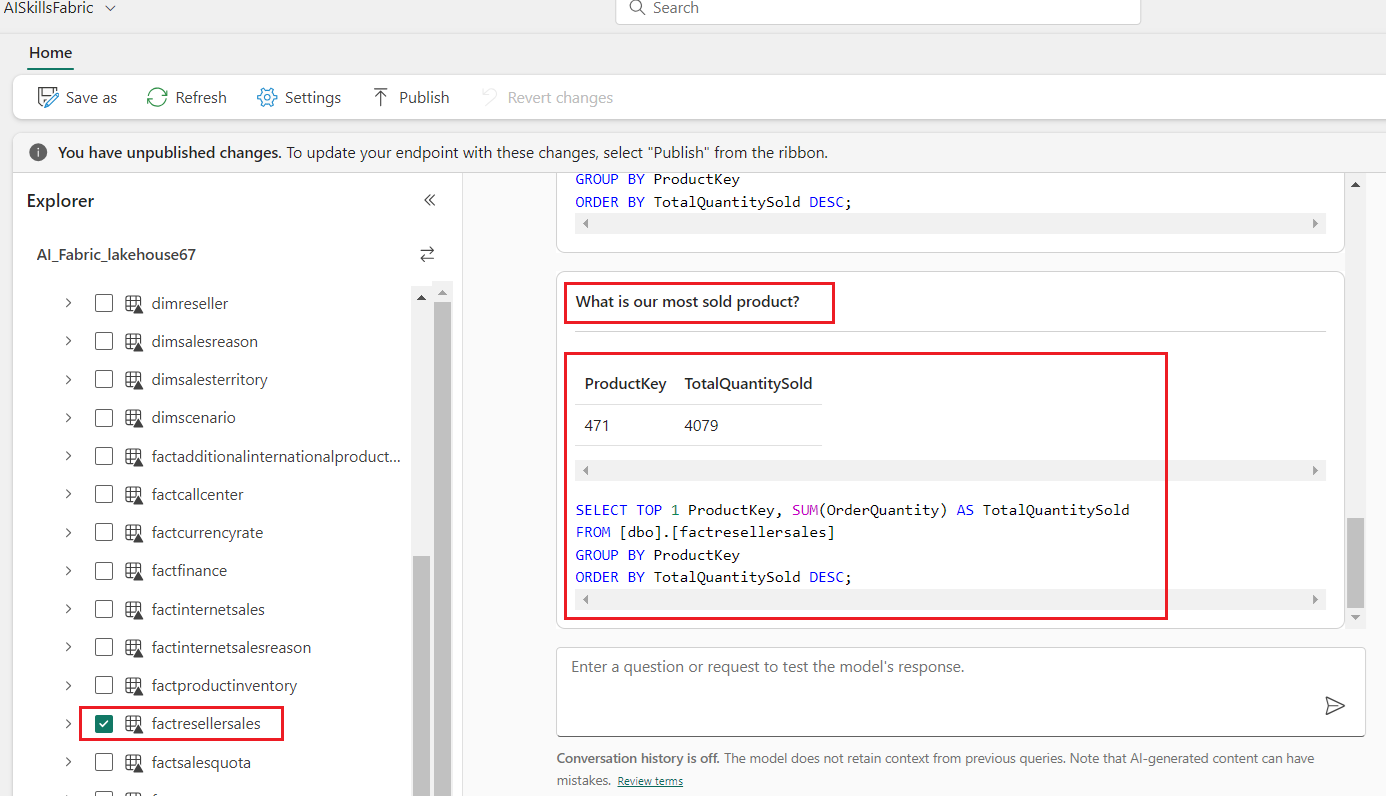 AISkillsFabric
Search
Home
Save as
Refresh
Settings
Publish
Revert changes
You have unpublished changes. To update your endpoint with these changes, select "Publish" from the ribbon.
Explorer
AI_Fabric_lakehouse67
dimreseller
dimsalesreason
dimsalesterritory
dimscenario
factadditionalinternationalproduct...
factcallcenter
factcurrencyrate
factfinance
factinternetsales
factinternetsalesreason
factproductinventory
factresellersales
factsalesquota
GROUP BY ProductKey
ORDER BY TotalQuantitySold DESC;
What is our most sold product?
ProductKey TotalQuantitySold
471 4079
SELECT TOP 1 ProductKey, SUM(OrderQuantity) AS TotalQuantitySold
FROM [dbo].[factresellersales]
GROUP BY ProductKey
ORDER BY TotalQuantitySold DESC;
Enter a question or request to test the model's response.
Conversation history is off. The model does not retain context from previous queries. Note that AI-generated content can have
mistakes. Review terms